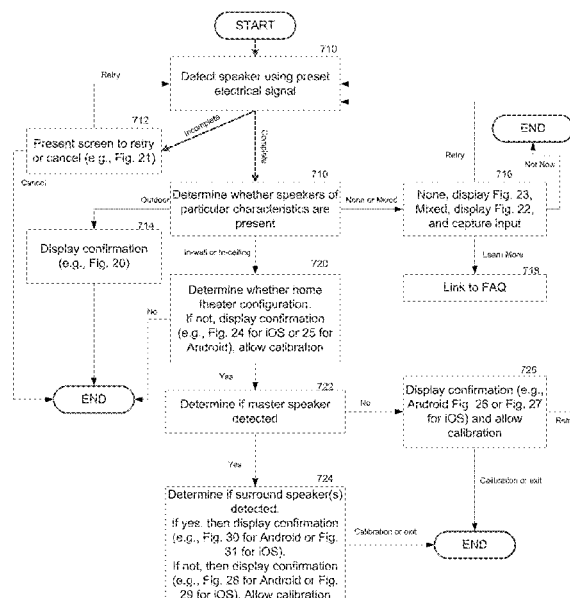 START
710
Detect speaker using preset
electrical signal
Retry
712
Present screen to retry
or cancel (e.g., Fig. 21)
Incomplete
Complete
Cancel
END
Not Now
Retry
710
Determine whether speakers of
particular characteristics are
present
Outdoor
None or Mixed
716
None, display Fig. 23,
Mixed, display Fig. 22,
and capture input
714
Display confirmation
(e.g., Fig. 20)
In-wall or In-ceiling
Learn More
718
Link to FAQ
720
Determine whether home
theater configuration.
If not, display confirmation
(e.g., Fig. 24 for iOS or 25 for
Android), allow calibration
No
END
Yes
722
Determine if master speaker
detected
No
726
Display confirmation (e.g.,
Android Fig. 26 or Fig. 27
for iOS) and allow
calibration
Retr
Yes
Calibration or exit
724
Determine if surround speaker(s)
detected.
If yes, then display confirmation
(e.g., Fig. 30 for Android or Fig.
31 for iOS).
If not, then display confirmation
(e.g., Fig. 28 for Android or Fig.
29 for iOS). Allow calibration
Calibration or exit
END